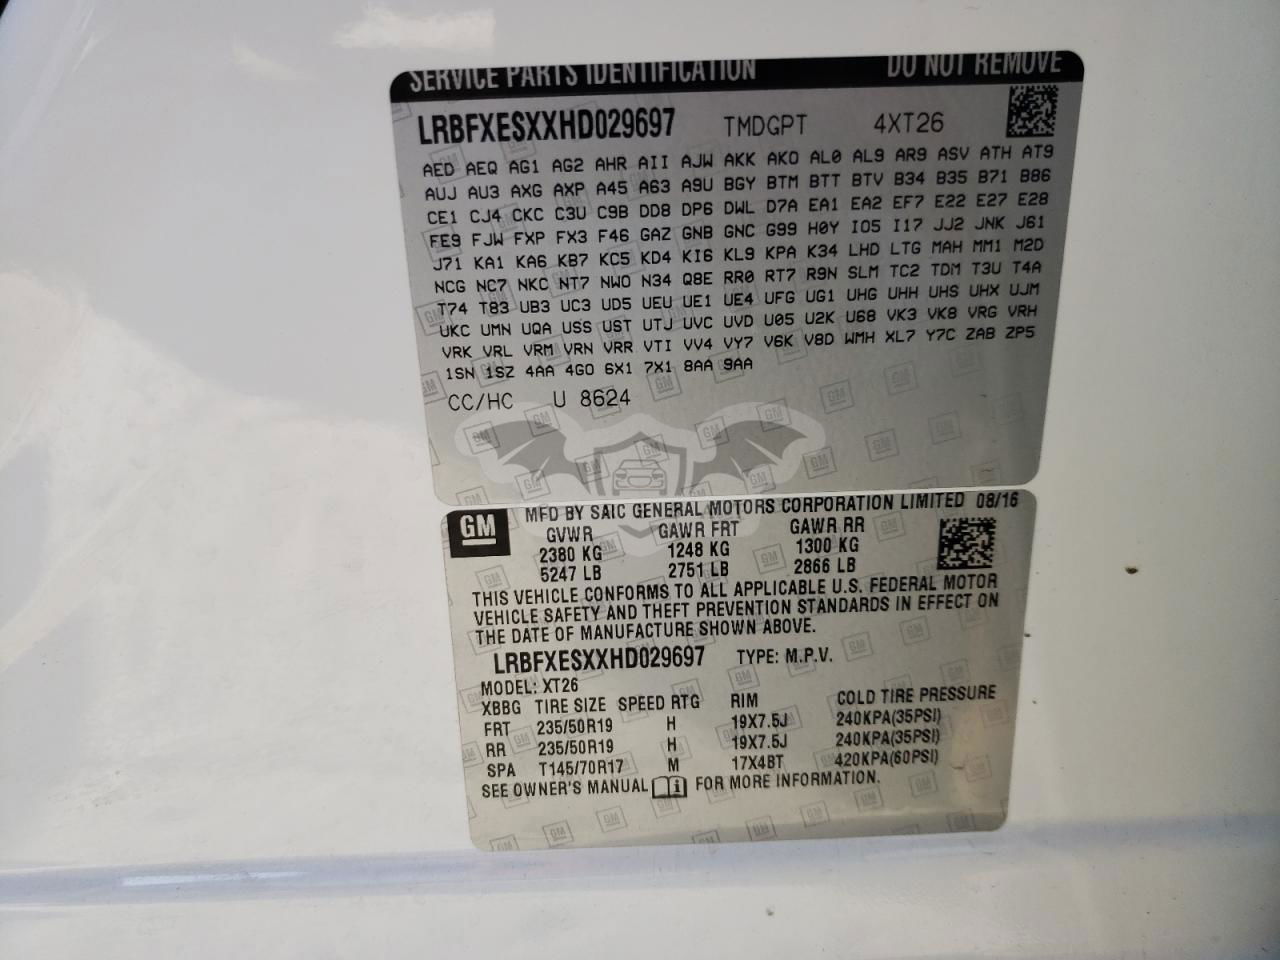 SERVICE PARTS IDENTIFICATION DO NOT REMOVE
LRBFXESXXHD029697 TMDGPT 4XT26
AED AEQ AG1 AG2 AHR AII AJW AKK AKO AL0 AL9 AR9 ASV ATH AT9
AUJ AU3 AXG AXP A45 A63 A9U BGY BTM BTT BTV B34 B35 B71 B86
CE1 CJ4 CKC C3U C9B DD8 DP6 DWL D7A EA1 EA2 EF7 E22 E27 E28
FE9 FJW FXP FX3 F46 GAZ GNB GNC G99 H0Y IO5 I17 JJ2 JNK J61
J71 KA1 KA6 KB7 KC5 KD4 KI6 KL9 KPA K34 LHD LTG MAH MM1 M2D
NCG NC7 NKC NT7 NWO N34 Q8E RR0 RT7 R9N SLM TC2 TDM T3U T4A
T74 T83 UB3 UC3 UD5 UEU UE1 UE4 UFG UG1 UHG UHH UHS UHX UJM
UKC UMN UQA USS UST UTJ UVC UVD U05 U2K U68 VK3 VK8 VRG VRH
VRK VRL VRM VRN VRR VTI VV4 VY7 V6K V8D WMH XL7 Y7C ZAB ZP5
1SN 1SZ 4AA 4GO 6X1 7X1 8AA 9AA
CC/HC U 8624
GM MFD BY SAIC GENERAL MOTORS CORPORATION LIMITED 08/16
GVWR GAWR FRT GAWR RR
2380 KG 1248 KG 1300 KG
5247 LB 2751 LB 2866 LB
THIS VEHICLE CONFORMS TO ALL APPLICABLE U.S. FEDERAL MOTOR
VEHICLE SAFETY AND THEFT PREVENTION STANDARDS IN EFFECT ON
THE DATE OF MANUFACTURE SHOWN ABOVE.
LRBFXESXXHD029697 TYPE: M.P.V.
MODEL: XT26
XBBG TIRE SIZE SPEED RTG RIM COLD TIRE PRESSURE
FRT 235/50R19 H 19X7.5J 240KPA(35PSI)
RR 235/50R19 H 19X7.5J 240KPA(35PSI)
SPA T145/70R17 M 17X4BT 420KPA(60PSI)
SEE OWNER'S MANUAL FOR MORE INFORMATION.